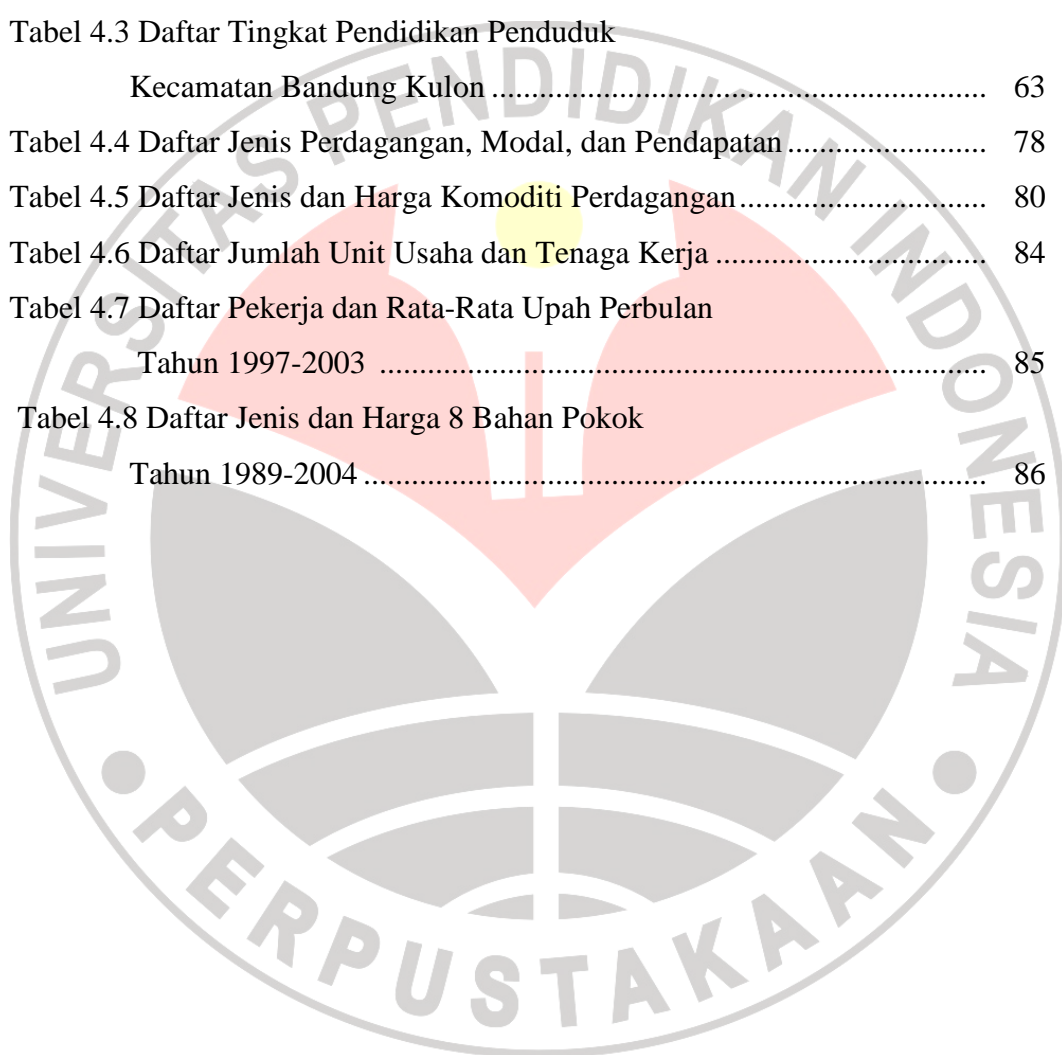 Tabel 4.3 Daftar Tingkat Pendidikan Penduduk
Kecamatan Bandung Kulon ................................................................ 63
Tabel 4.4 Daftar Jenis Perdagangan, Modal, dan Pendapatan .......................... 78
Tabel 4.5 Daftar Jenis dan Harga Komoditi Perdagangan ................................ 80
Tabel 4.6 Daftar Jumlah Unit Usaha dan Tenaga Kerja ................................... 84
Tabel 4.7 Daftar Pekerja dan Rata-Rata Upah Perbulan
Tahun 1997-2003 .............................................................................. 85
Tabel 4.8 Daftar Jenis dan Harga 8 Bahan Pokok
Tahun 1989-2004 ................................................................................ 86
UNIVERSITAS PENDIDIKAN INDONESIA
PERPUSTAKAAN